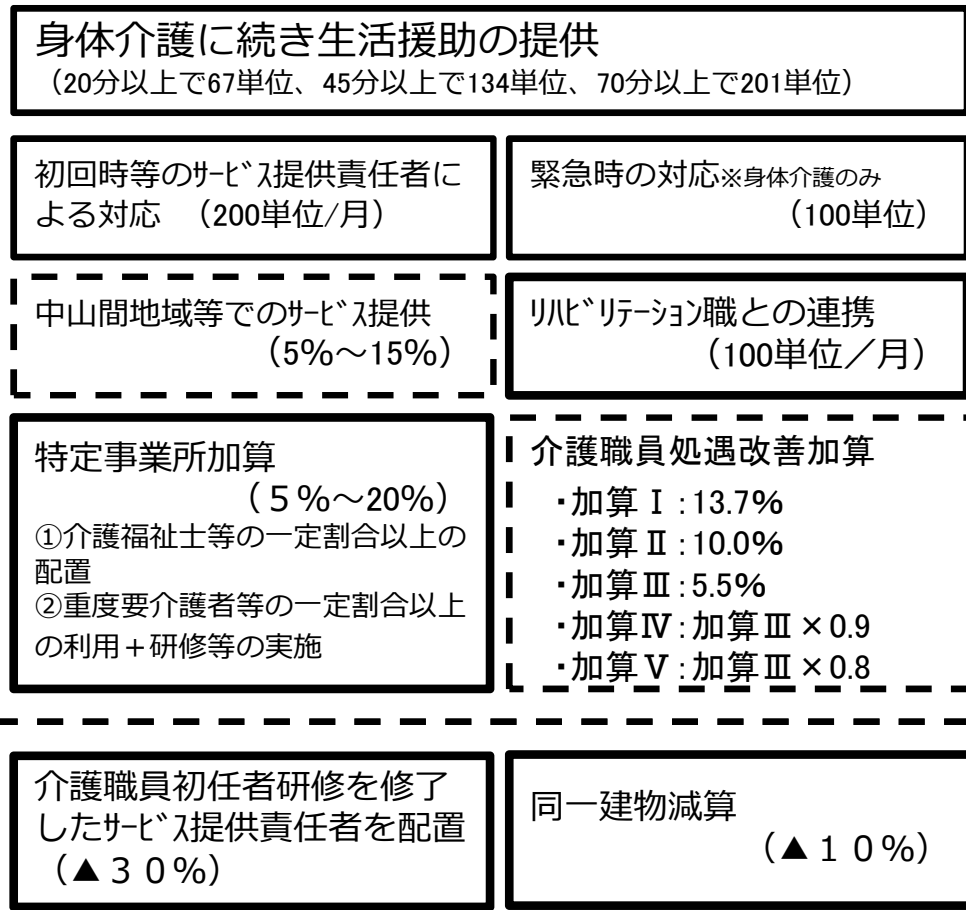 身体介護に続き生活援助の提供
（20分以上で67単位、45分以上で134単位、70分以上で201単位）
初回時等のｻｰﾋﾞｽ提供責任者に
よる対応　（200単位/月）
緊急時の対応※身体介護のみ
（100単位）
中山間地域等でのｻｰﾋﾞｽ提供
（5%～15%）
ﾘﾊﾋﾞﾘﾃｰｼｮﾝ職との連携
（100単位／月）
特定事業所加算
（５%～20%）
①介護福祉士等の一定割合以上の
配置
②重度要介護者等の一定割合以上
の利用＋研修等の実施
介護職員処遇改善加算
・加算Ⅰ:13.7%
・加算Ⅱ:10.0%
・加算Ⅲ:5.5%
・加算Ⅳ:加算Ⅲ×0.9
・加算Ⅴ:加算Ⅲ×0.8
介護職員初任者研修を修了
したｻｰﾋﾞｽ提供責任者を配置
（▲３０%）
同一建物減算
（▲１０%）